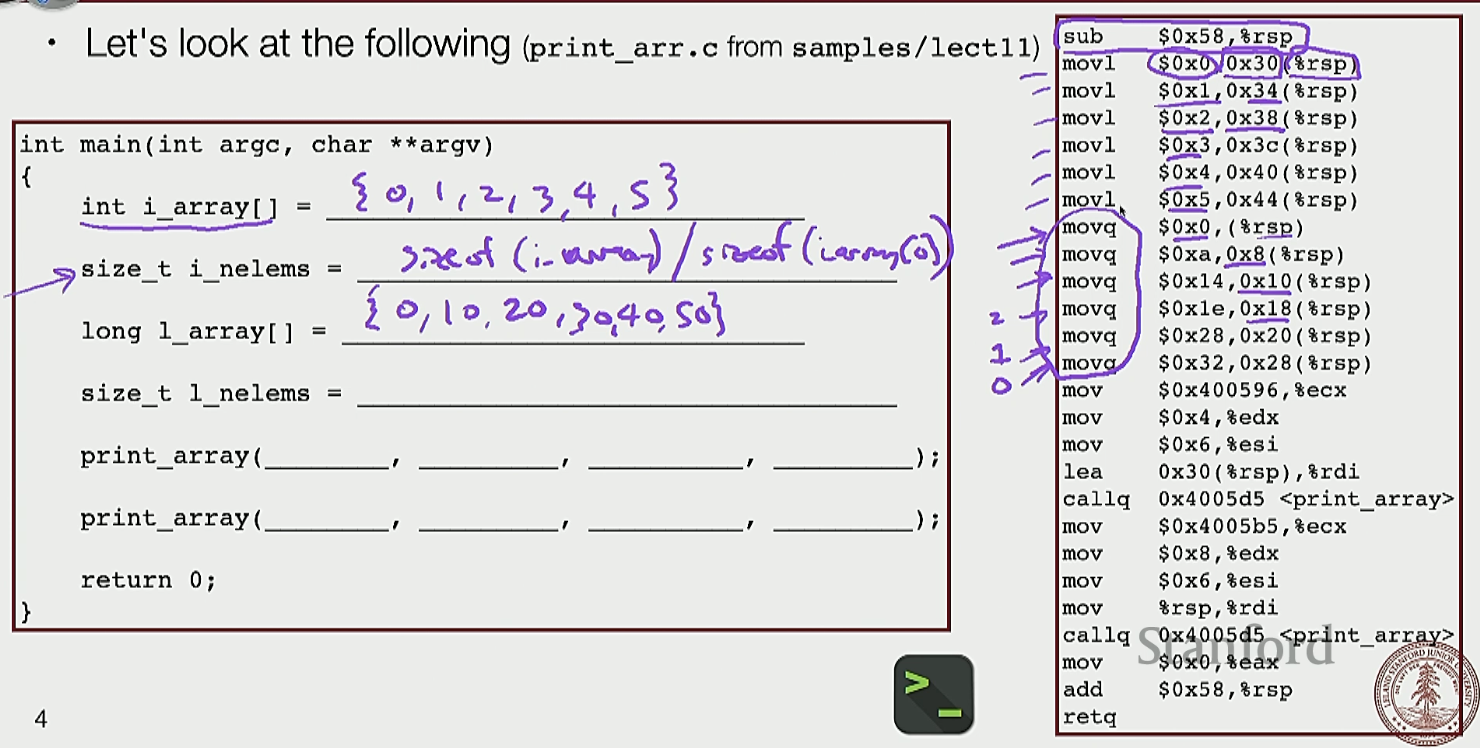 • Let's look at the following (print_arr.c from samples/lect11)
int main(int argc, char **argv)
{
int i_array[] = { 0, 1, 2, 3, 4, 5 }
size_t i_nelems = sizeof (i_array) / sizeof (iarray[0])
long l_array[] = { 0, 10, 20, 30, 40, 50}
size_t l_nelems = ____________
print_array(________, ________, ________, ________);
print_array(________, ________, ________, ________);
return 0;
}
sub $0x58,%rsp
movl $0x0,0x30(%rsp)
movl $0x1,0x34(%rsp)
movl $0x2,0x38(%rsp)
movl $0x3,0x3c(%rsp)
movl $0x4,0x40(%rsp)
movl $0x5,0x44(%rsp)
movq $0x0,(%rsp)
movq $0xa,0x8(%rsp)
movq $0x14,0x10(%rsp)
2 movq $0x1e,0x18(%rsp)
1 movq $0x28,0x20(%rsp)
0 movq $0x32,0x28(%rsp)
mov $0x400596,%ecx
mov $0x4,%edx
mov $0x6,%esi
lea 0x30(%rsp),%rdi
callq 0x4005d5 <print_array>
mov $0x4005b5,%ecx
mov $0x8,%edx
mov $0x6,%esi
mov %rsp,%rdi
callq 0x4005d5 <print_array>
mov $0x0,%eax
add $0x58,%rsp
retq
Stanford
4